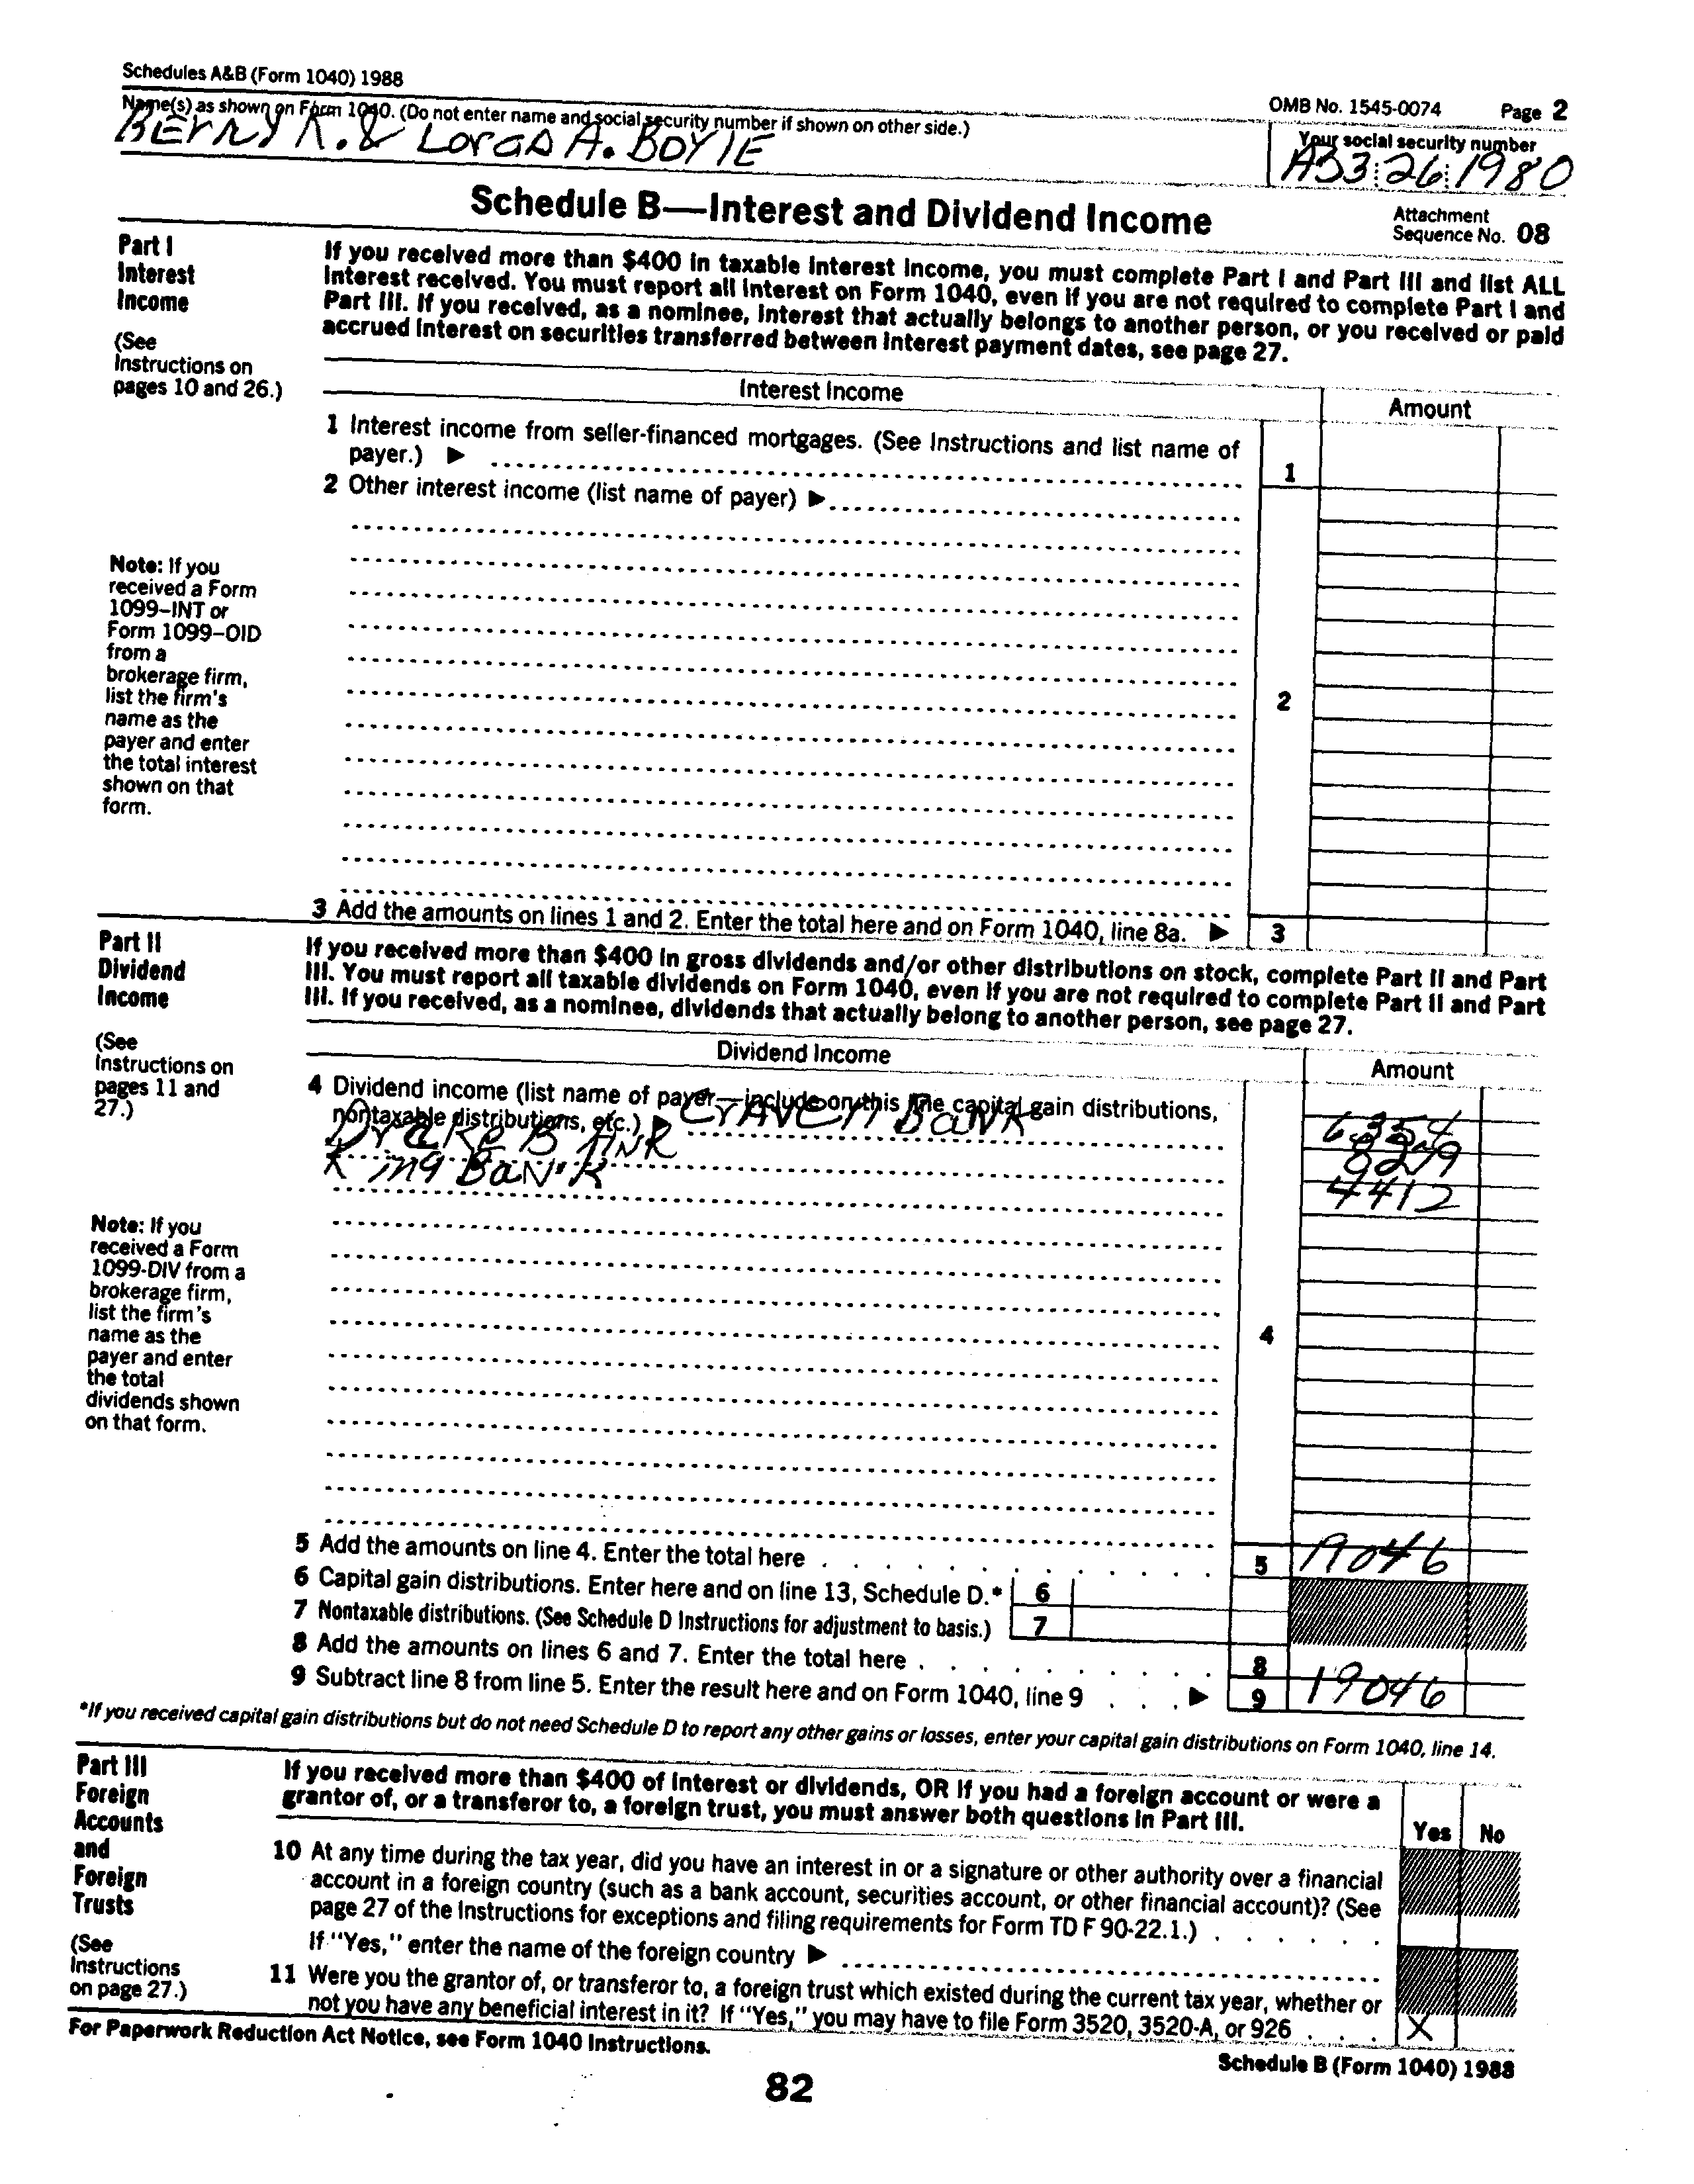 Schedules A&B (Form 1040) 1988
OMB No. 1545-0074 Page 2
Name(s) as shown on Form 1040. (Do not enter name and social security number if shown on other side.)
Your social security number
BErNY K. & LorGA A. BOYlE
A33 26 1980
Schedule B—Interest and Dividend Income
Attachment
Sequence No. 08
Part I
Interest
Income
(See
Instructions on
pages 10 and 26.)
If you received more than $400 in taxable interest income, you must complete Part I and Part III and list ALL
interest received. You must report all interest on Form 1040, even if you are not required to complete Part I and
Part III. If you received, as a nominee, interest that actually belongs to another person, or you received or paid
accrued interest on securities transferred between interest payment dates, see page 27.
Interest Income
Amount
1 Interest income from seller-financed mortgages. (See Instructions and list name of
payer.) ▶
1
2 Other interest income (list name of payer) ▶
Note: If you
received a Form
1099–INT or
Form 1099–OID
from a
brokerage firm,
list the firm's
name as the
payer and enter
the total interest
shown on that
form.
2
3 Add the amounts on lines 1 and 2. Enter the total here and on Form 1040, line 8a. ▶ 3
Part II
Dividend
Income
(See
Instructions on
pages 11 and
27.)
If you received more than $400 in gross dividends and/or other distributions on stock, complete Part II and Part
III. You must report all taxable dividends on Form 1040, even if you are not required to complete Part II and Part
III. If you received, as a nominee, dividends that actually belong to another person, see page 27.
Dividend Income
Amount
4 Dividend income (list name of payer—include on this line capital gain distributions,
nontaxable distributions, etc.) ▶ CrAVen BaNK 6354
DraKe BANK 8279
King BaNK 4412
Note: If you
received a Form
1099-DIV from a
brokerage firm,
list the firm's
name as the
payer and enter
the total
dividends shown
on that form.
4
5 Add the amounts on line 4. Enter the total here 5 19046
6 Capital gain distributions. Enter here and on line 13, Schedule D.* 6
7 Nontaxable distributions. (See Schedule D Instructions for adjustment to basis.) 7
8 Add the amounts on lines 6 and 7. Enter the total here 8
9 Subtract line 8 from line 5. Enter the result here and on Form 1040, line 9 ▶ 9 19046
*If you received capital gain distributions but do not need Schedule D to report any other gains or losses, enter your capital gain distributions on Form 1040, line 14.
Part III
Foreign
Accounts
and
Foreign
Trusts
(See
Instructions
on page 27.)
If you received more than $400 of interest or dividends, OR if you had a foreign account or were a
grantor of, or a transferor to, a foreign trust, you must answer both questions in Part III.
Yes No
10 At any time during the tax year, did you have an interest in or a signature or other authority over a financial
account in a foreign country (such as a bank account, securities account, or other financial account)? (See
page 27 of the Instructions for exceptions and filing requirements for Form TD F 90-22.1.)
If "Yes," enter the name of the foreign country ▶
11 Were you the grantor of, or transferor to, a foreign trust which existed during the current tax year, whether or
not you have any beneficial interest in it? If "Yes," you may have to file Form 3520, 3520-A, or 926 X
For Paperwork Reduction Act Notice, see Form 1040 Instructions.
Schedule B (Form 1040) 1988
82